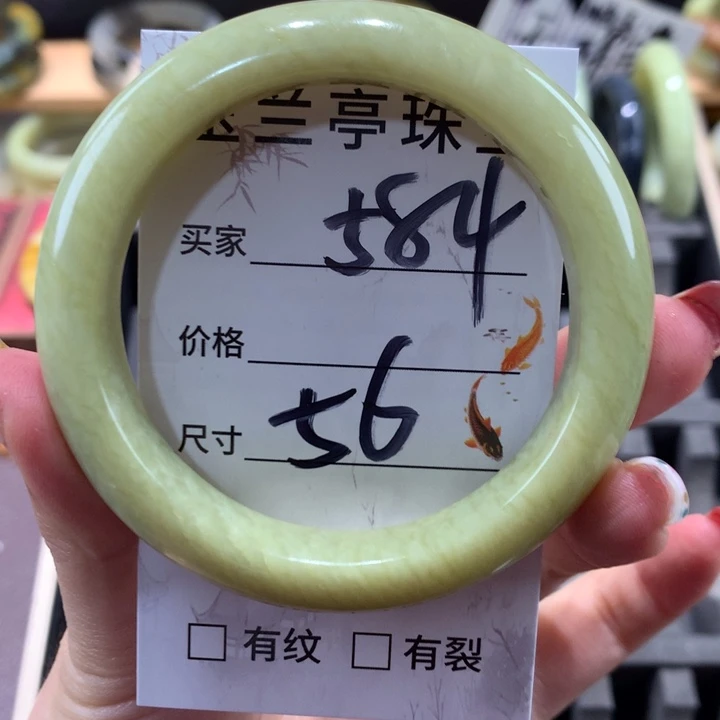 兰亭珠
买家 584
价格
尺寸 56
□ 有纹 □ 有裂